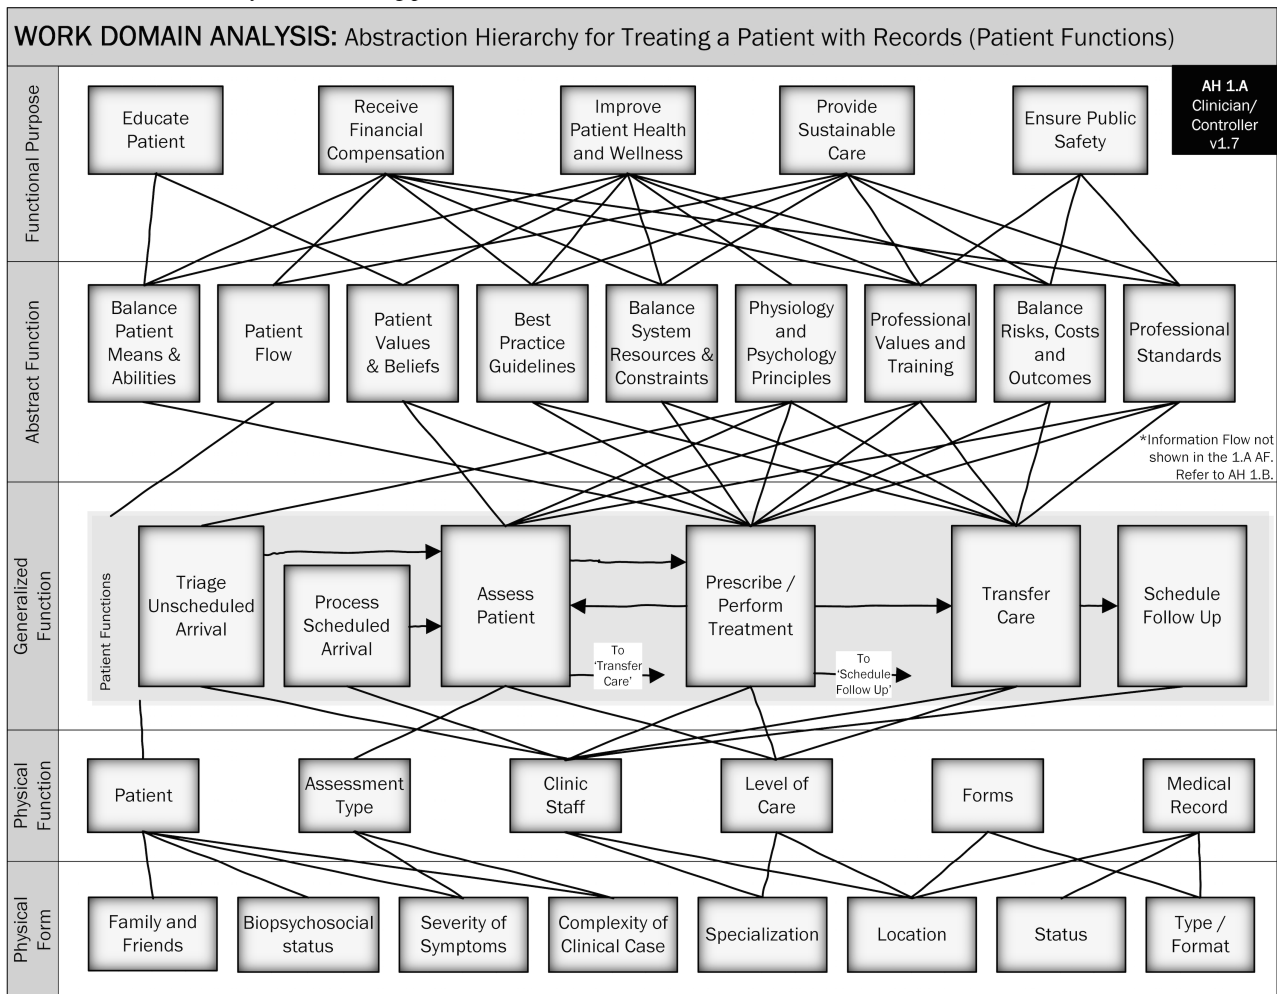 WORK DOMAIN ANALYSIS: Abstraction Hierarchy for Treating a Patient with Records (Patient Functions)
AH 1.A
Clinician/
Controller
v1.7
Functional Purpose
Educate
Patient
Receive
Financial
Compensation
Improve
Patient Health
and Wellness
Provide
Sustainable
Care
Ensure Public
Safety
Abstract Function
Balance
Patient
Means &
Abilities
Patient
Flow
Patient
Values
& Beliefs
Best
Practice
Guidelines
Balance
System
Resources &
Constraints
Physiology
and
Psychology
Principles
Professional
Values and
Training
Balance
Risks, Costs
and
Outcomes
Professional
Standards
*Information Flow not
shown in the 1.A AF.
Refer to AH 1.B.
Generalized
Function
Patient Functions
Triage
Unscheduled
Arrival
Process
Scheduled
Arrival
Assess
Patient
To
'Transfer
Care'
Prescribe /
Perform
Treatment
To
'Schedule
Follow Up'
Transfer
Care
Schedule
Follow Up
Physical
Function
Patient
Assessment
Type
Clinic
Staff
Level of
Care
Forms
Medical
Record
Physical
Form
Family and
Friends
Biopsychosocial
status
Severity of
Symptoms
Complexity of
Clinical Case
Specialization
Location
Status
Type /
Format